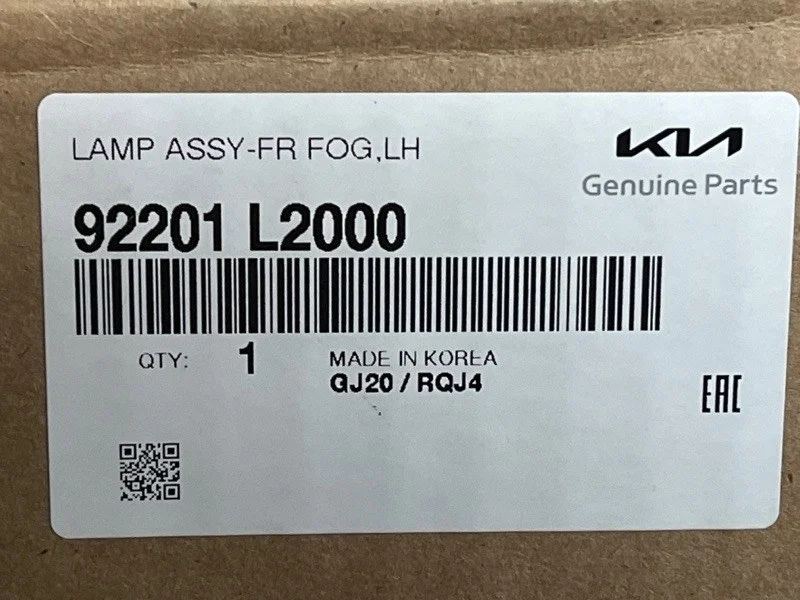 LAMP ASSY-FR FOG,LH
KIA
Genuine Parts
92201 L2000
QTY: 1
MADE IN KOREA
GJ20 / RQJ4
EAC